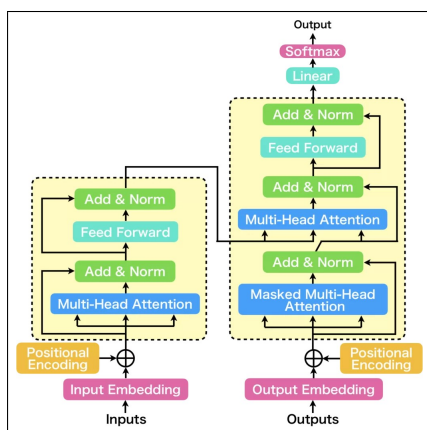 Output
Softmax
Linear
Add & Norm
Feed Forward
Add & Norm
Multi-Head Attention
Add & Norm
Masked Multi-Head
Attention
Positional
Encoding
Output Embedding
Outputs
Add & Norm
Feed Forward
Add & Norm
Multi-Head Attention
Positional
Encoding
Input Embedding
Inputs